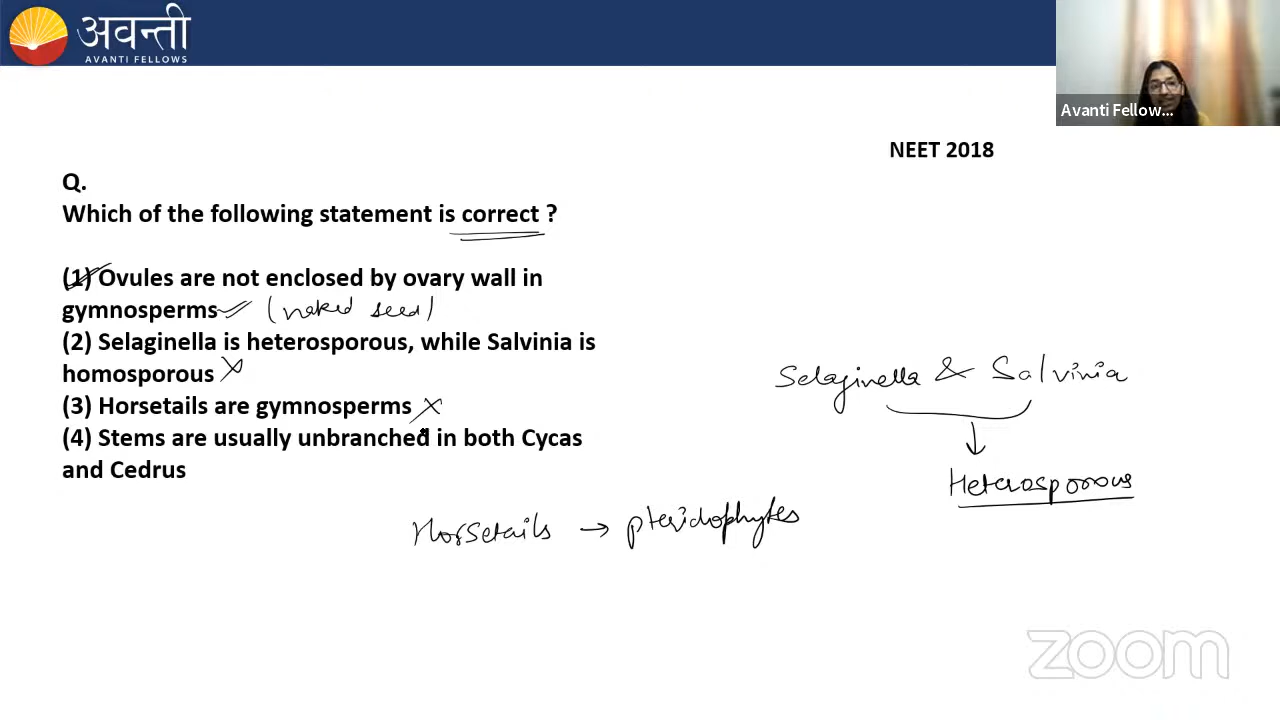 अवन्ती
AVANTI FELLOWS
Avanti Fellow...
NEET 2018
Q.
Which of the following statement is correct ?
(1) Ovules are not enclosed by ovary wall in
gymnosperms (naked seed)
(2) Selaginella is heterosporous, while Salvinia is
homosporous
(3) Horsetails are gymnosperms
(4) Stems are usually unbranched in both Cycas
and Cedrus
Selaginella & Salvinia
Heterosporous
Horsetails → pteridophytes
zoom